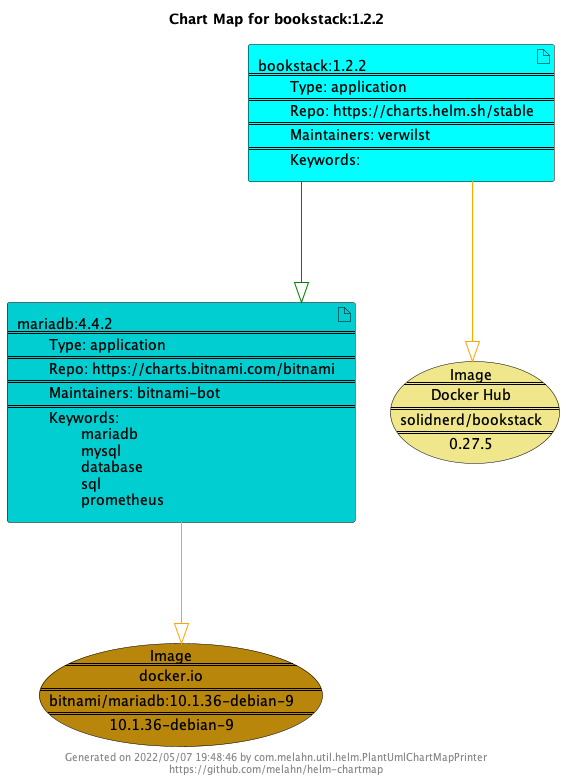 Chart Map for bookstack:1.2.2
bookstack:1.2.2
Type: application
Repo: https://charts.helm.sh/stable
Maintainers: verwilst
Keywords:
mariadb:4.4.2
Type: application
Repo: https://charts.bitnami.com/bitnami
Maintainers: bitnami-bot
Keywords:
mariadb
mysql
database
sql
prometheus
Image
Docker Hub
solidnerd/bookstack
0.27.5
Image
docker.io
bitnami/mariadb:10.1.36-debian-9
10.1.36-debian-9
Generated on 2022/05/07 19:48:46 by com.melahn.util.helm.PlantUmlChartMapPrinter
https://github.com/melahn/helm-chartmap